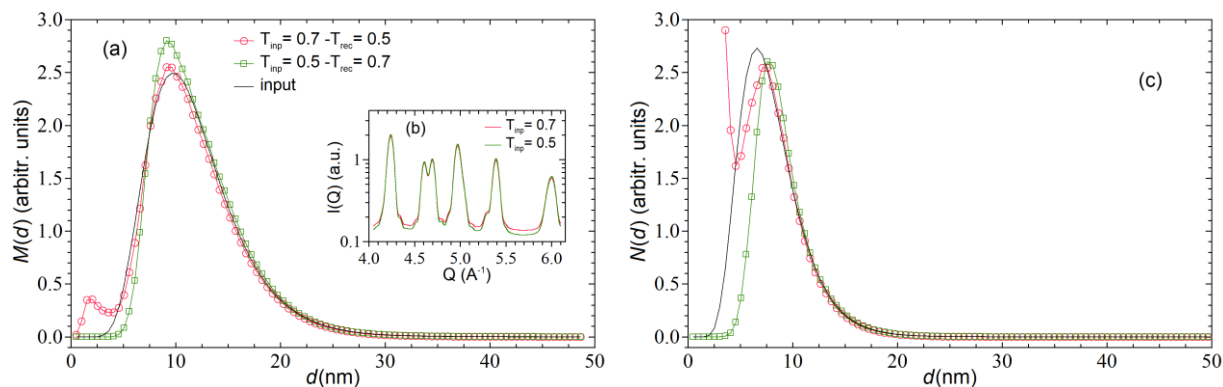 (a)
T_inp = 0.7 -T_rec = 0.5
T_inp = 0.5 -T_rec = 0.7
input
(b)
T_inp = 0.7
T_inp = 0.5
I(Q) (a.u.)
1
0.1
4.0 4.5 5.0 5.5 6.0
Q (A⁻¹)
M(d) (arbitr. units)
3.0
2.5
2.0
1.5
1.0
0.5
0.0
0 10 20 30 40 50
d(nm)
(c)
N(d) (arbitr. units)
3.0
2.5
2.0
1.5
1.0
0.5
0.0
0 10 20 30 40 50
d(nm)